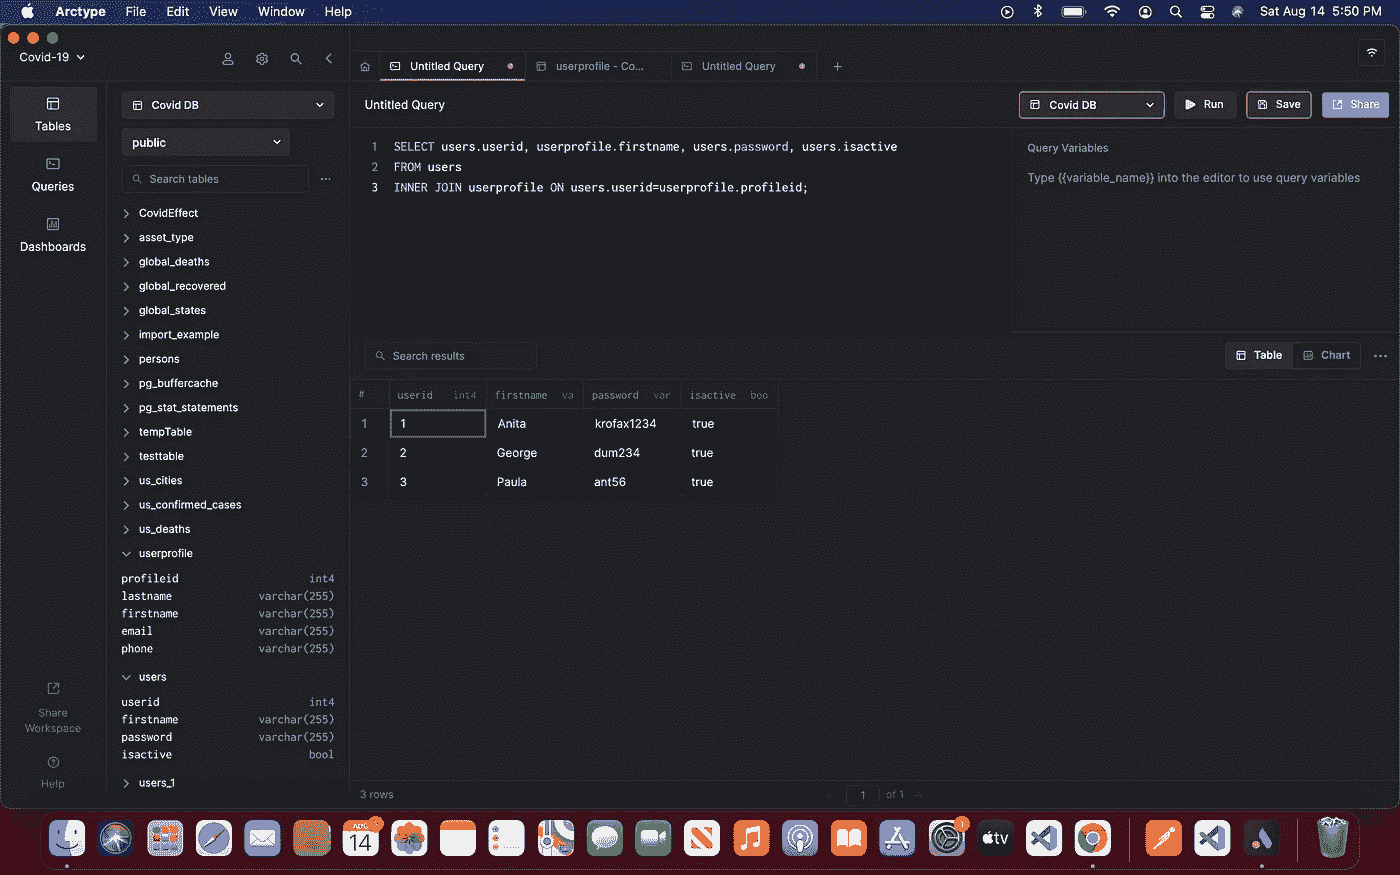 Arctype File Edit View Window Help
Sat Aug 14 5:50 PM
Covid-19
Untitled Query
userprofile - Co...
Untitled Query
Tables
Queries
Dashboards
Share
Workspace
Help
Covid DB
public
Search tables
CovidEffect
asset_type
global_deaths
global_recovered
global_states
import_example
persons
pg_buffercache
pg_stat_statements
tempTable
testtable
us_cities
us_confirmed_cases
us_deaths
userprofile
profileid int4
lastname varchar(255)
firstname varchar(255)
email varchar(255)
phone varchar(255)
users
userid int4
firstname varchar(255)
password varchar(255)
isactive bool
users_1
Untitled Query
Covid DB
Run
Save
Share
1 SELECT users.userid, userprofile.firstname, users.password, users.isactive
2 FROM users
3 INNER JOIN userprofile ON users.userid=userprofile.profileid;
Query Variables
Type {{variable_name}} into the editor to use query variables
Search results
Table
Chart
# userid int4 firstname va password var isactive boo
1 1 Anita krofax1234 true
2 2 George dum234 true
3 3 Paula ant56 true
3 rows
1 of 1
AUG
14
1
tv